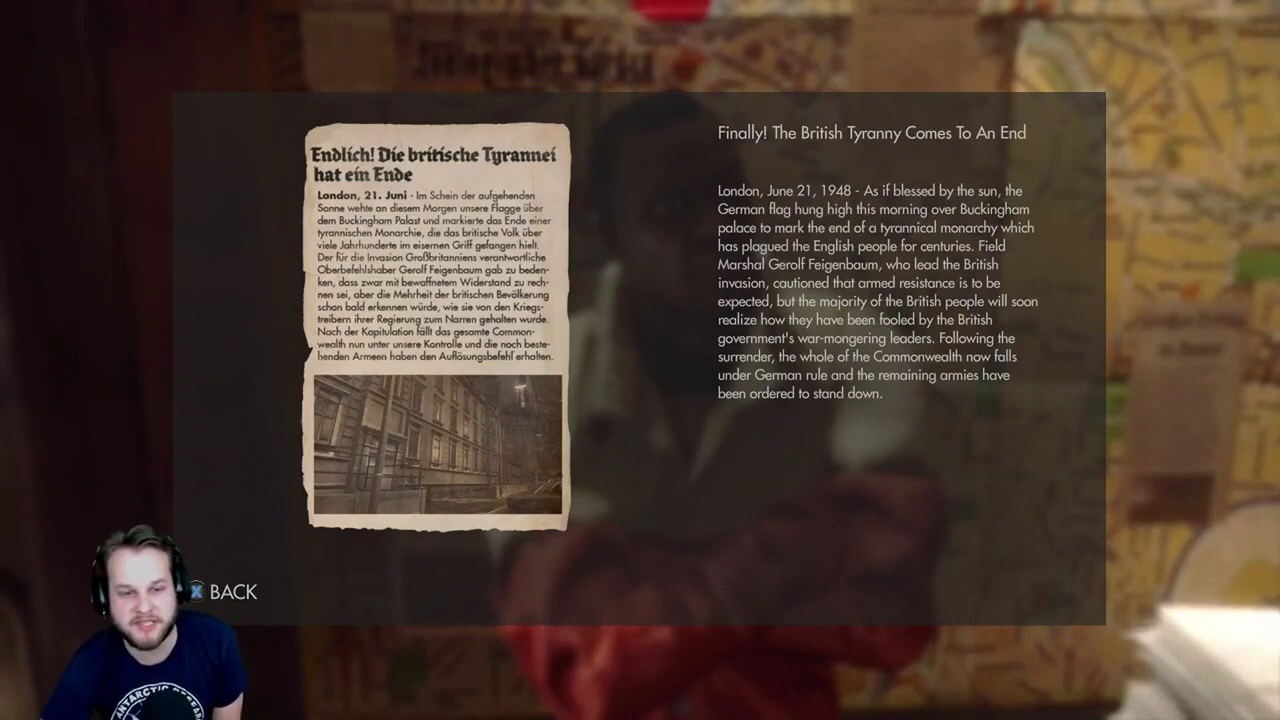 Endlich! Die britische Tyrannei
hat ein Ende
London, 21. Juni - Im Schein der aufgehenden
Sonne wehte an diesem Morgen unsere Flagge über
dem Buckingham Palast und markierte das Ende einer
tyrannischen Monarchie, die das britische Volk über
viele Jahrhunderte im eisernen Griff gefangen hielt.
Der für die Invasion Großbritanniens verantwortliche
Oberbefehlshaber Gerolf Feigenbaum gab zu beden-
ken, dass zwar mit bewaffnetem Widerstand zu rech-
nen sei, aber die Mehrheit der britischen Bevölkerung
schon bald erkennen würde, wie sie von den Kriegs-
treibern ihrer Regierung zum Narren gehalten wurde.
Nach der Kapitulation fällt das gesamte Common-
wealth nun unter unsere Kontrolle und die noch beste-
henden Armeen haben den Auflösungsbefehl erhalten.
Finally! The British Tyranny Comes To An End
London, June 21, 1948 - As if blessed by the sun, the
German flag hung high this morning over Buckingham
palace to mark the end of a tyrannical monarchy which
has plagued the English people for centuries. Field
Marshal Gerolf Feigenbaum, who lead the British
invasion, cautioned that armed resistance is to be
expected, but the majority of the British people will soon
realize how they have been fooled by the British
government's war-mongering leaders. Following the
surrender, the whole of the Commonwealth now falls
under German rule and the remaining armies have
been ordered to stand down.
X BACK
ANTARCTIC